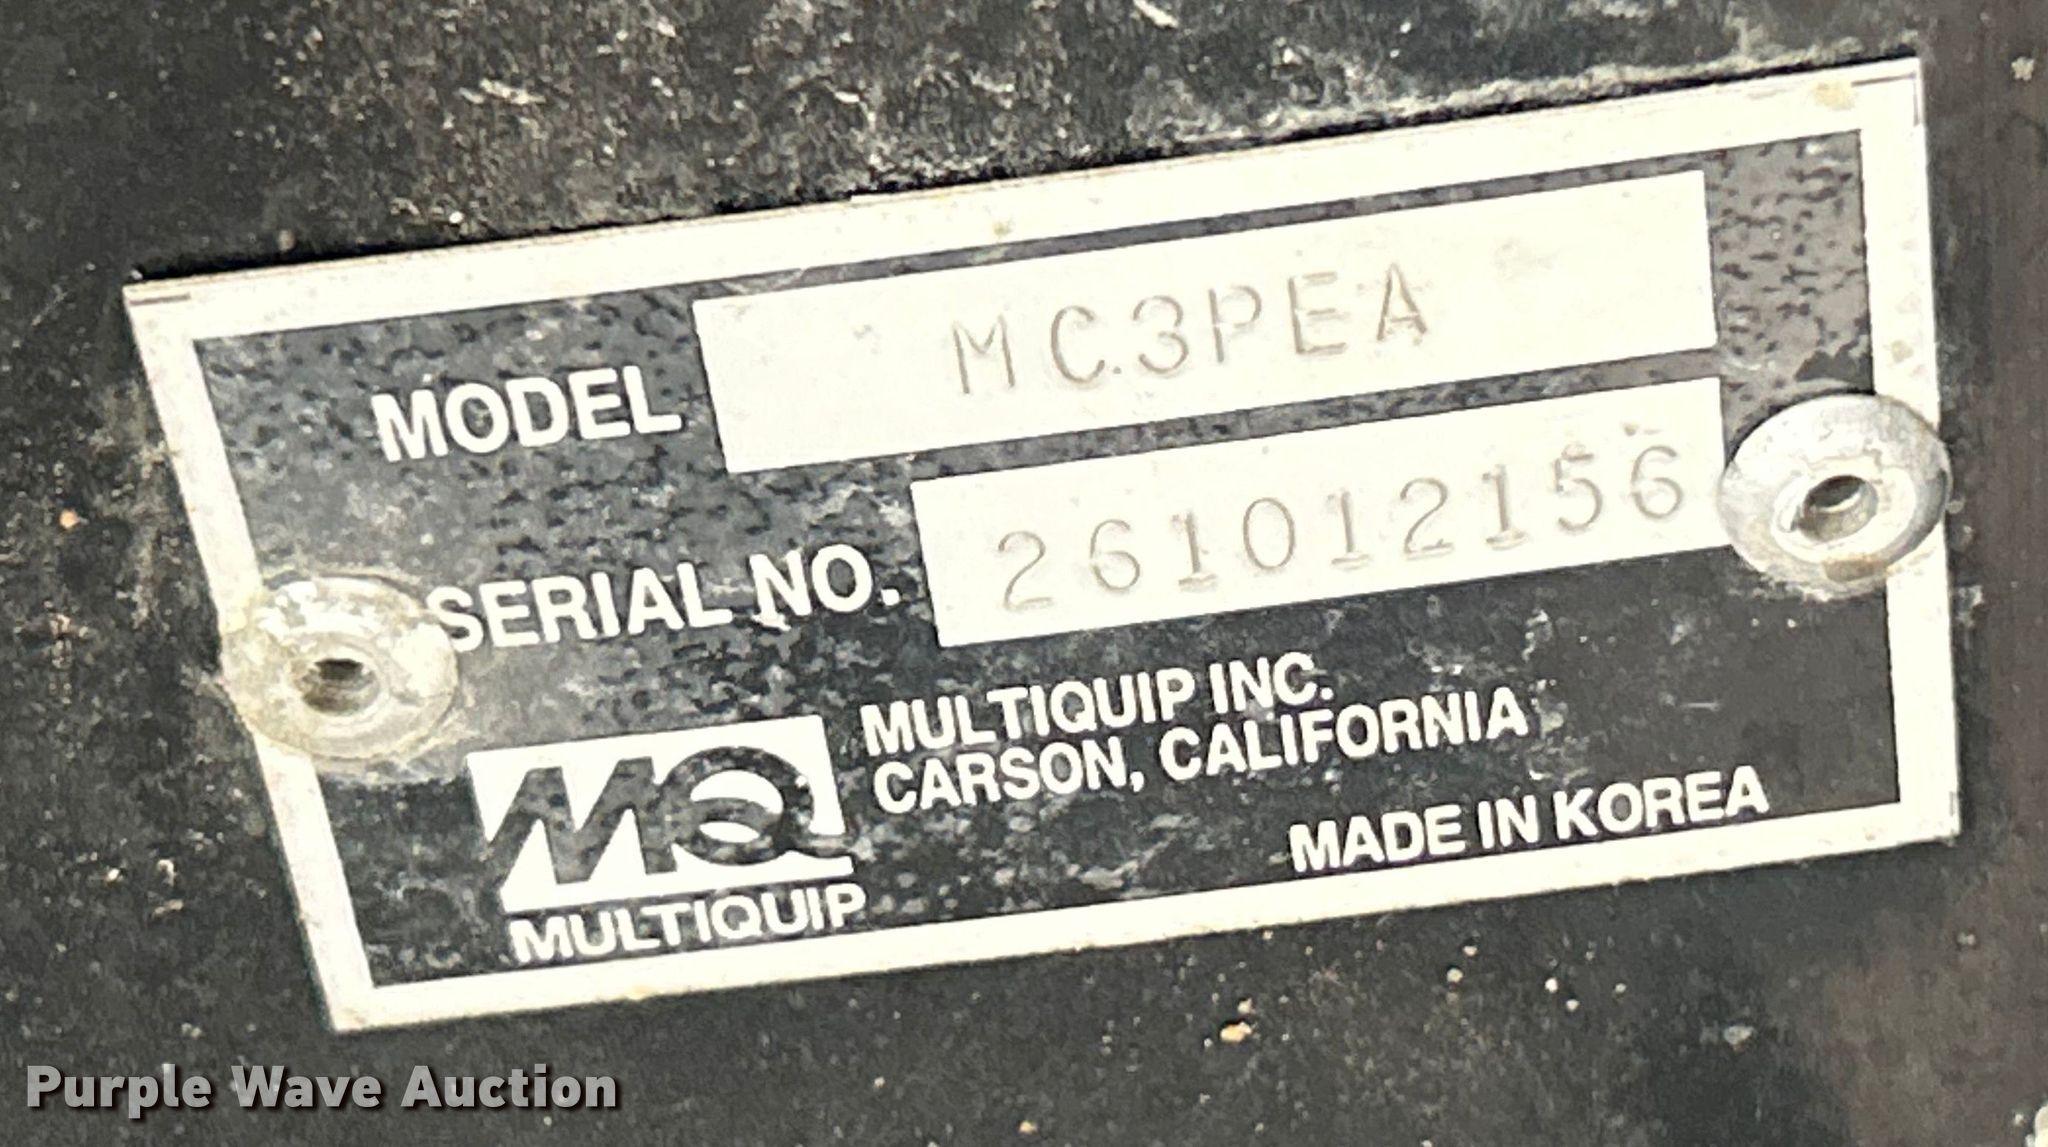 MODEL MC3PEA
SERIAL NO. 261012156
MQ
MULTIQUIP
MULTIQUIP INC.
CARSON, CALIFORNIA
MADE IN KOREA
Purple Wave Auction